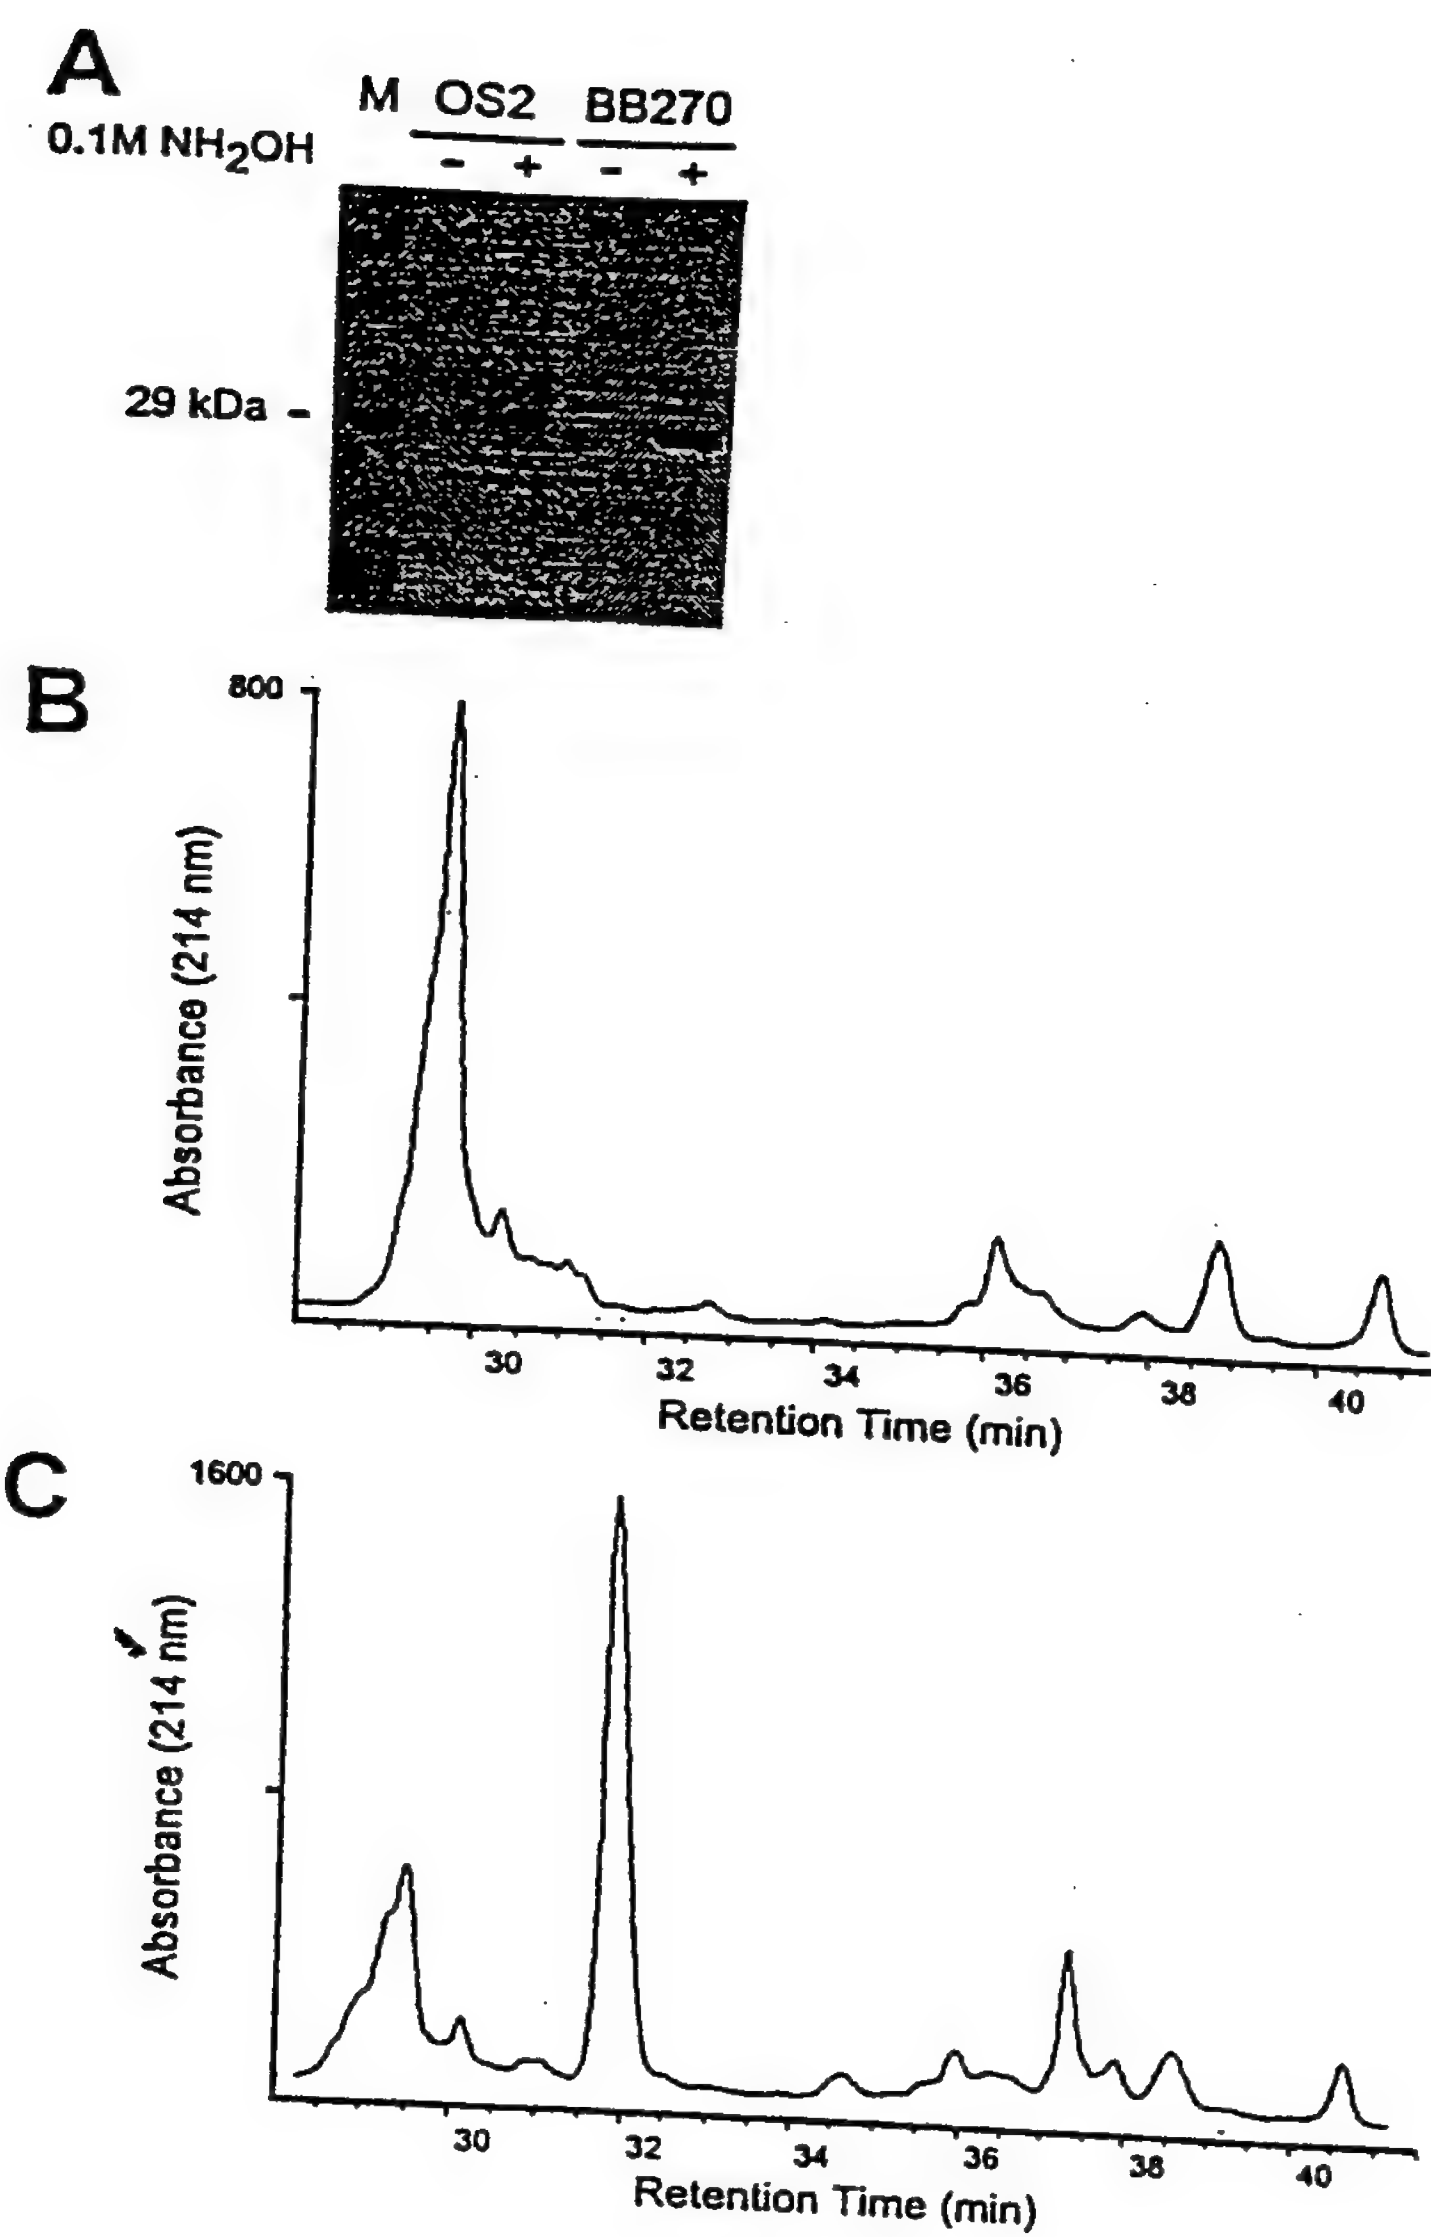 A
M OS2 BB270
0.1M NH₂OH
- + - +
29 kDa -
B
800
Absorbance (214 nm)
30 32 34 36 38 40
Retention Time (min)
C
1600
Absorbance (214 nm)
30 32 34 36 38 40
Retention Time (min)